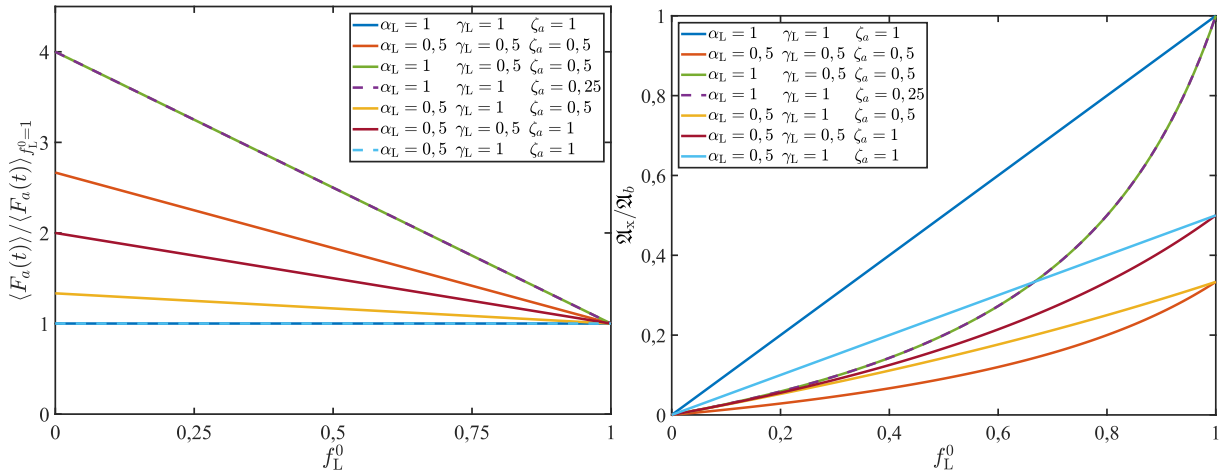 ⟨F_a(t)⟩/⟨F_a(t)⟩_{f_L^0=1}
4
3
2
1
0
0
0,25
0,5
0,75
1
f_L^0
α_L = 1 γ_L = 1 ζ_a = 1
α_L = 0,5 γ_L = 0,5 ζ_a = 0,5
α_L = 1 γ_L = 0,5 ζ_a = 0,5
α_L = 1 γ_L = 1 ζ_a = 0,25
α_L = 0,5 γ_L = 1 ζ_a = 0,5
α_L = 0,5 γ_L = 0,5 ζ_a = 1
α_L = 0,5 γ_L = 1 ζ_a = 1
𝔄_x/𝔄_b
1
0,8
0,6
0,4
0,2
0
0
0,2
0,4
0,6
0,8
1
f_L^0
α_L = 1 γ_L = 1 ζ_a = 1
α_L = 0,5 γ_L = 0,5 ζ_a = 0,5
α_L = 1 γ_L = 0,5 ζ_a = 0,5
α_L = 1 γ_L = 1 ζ_a = 0,25
α_L = 0,5 γ_L = 1 ζ_a = 0,5
α_L = 0,5 γ_L = 0,5 ζ_a = 1
α_L = 0,5 γ_L = 1 ζ_a = 1